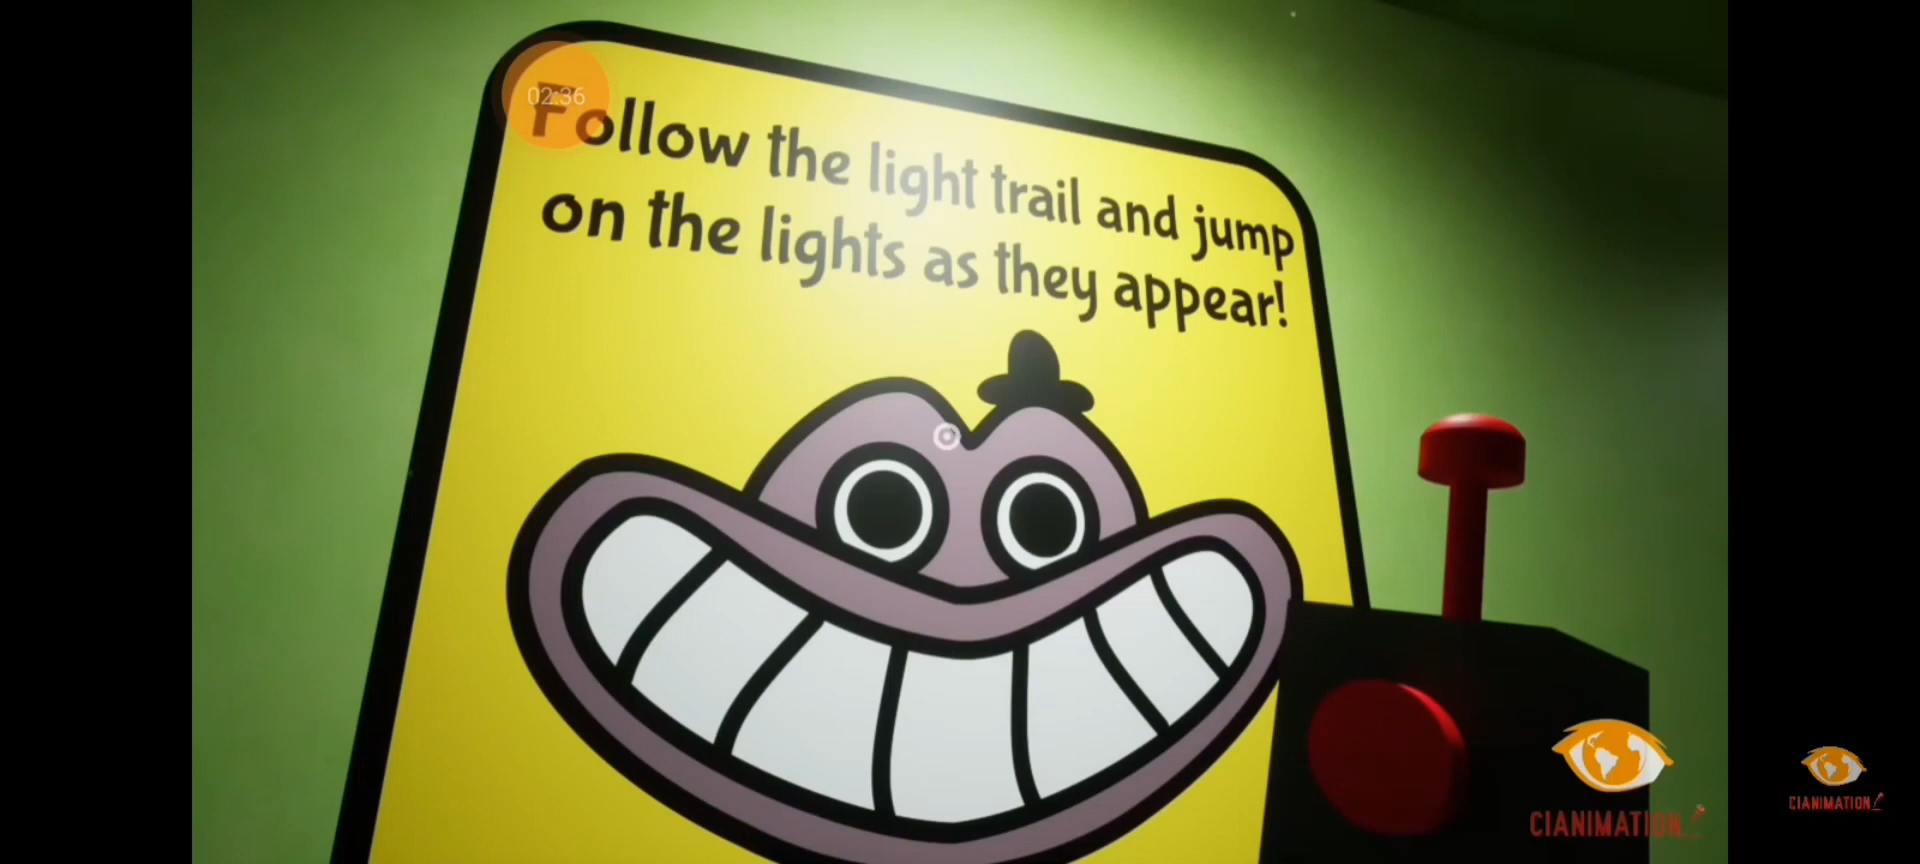 02:36
Follow the light trail and jump
on the lights as they appear!
CIANIMATION
CIANIMATION